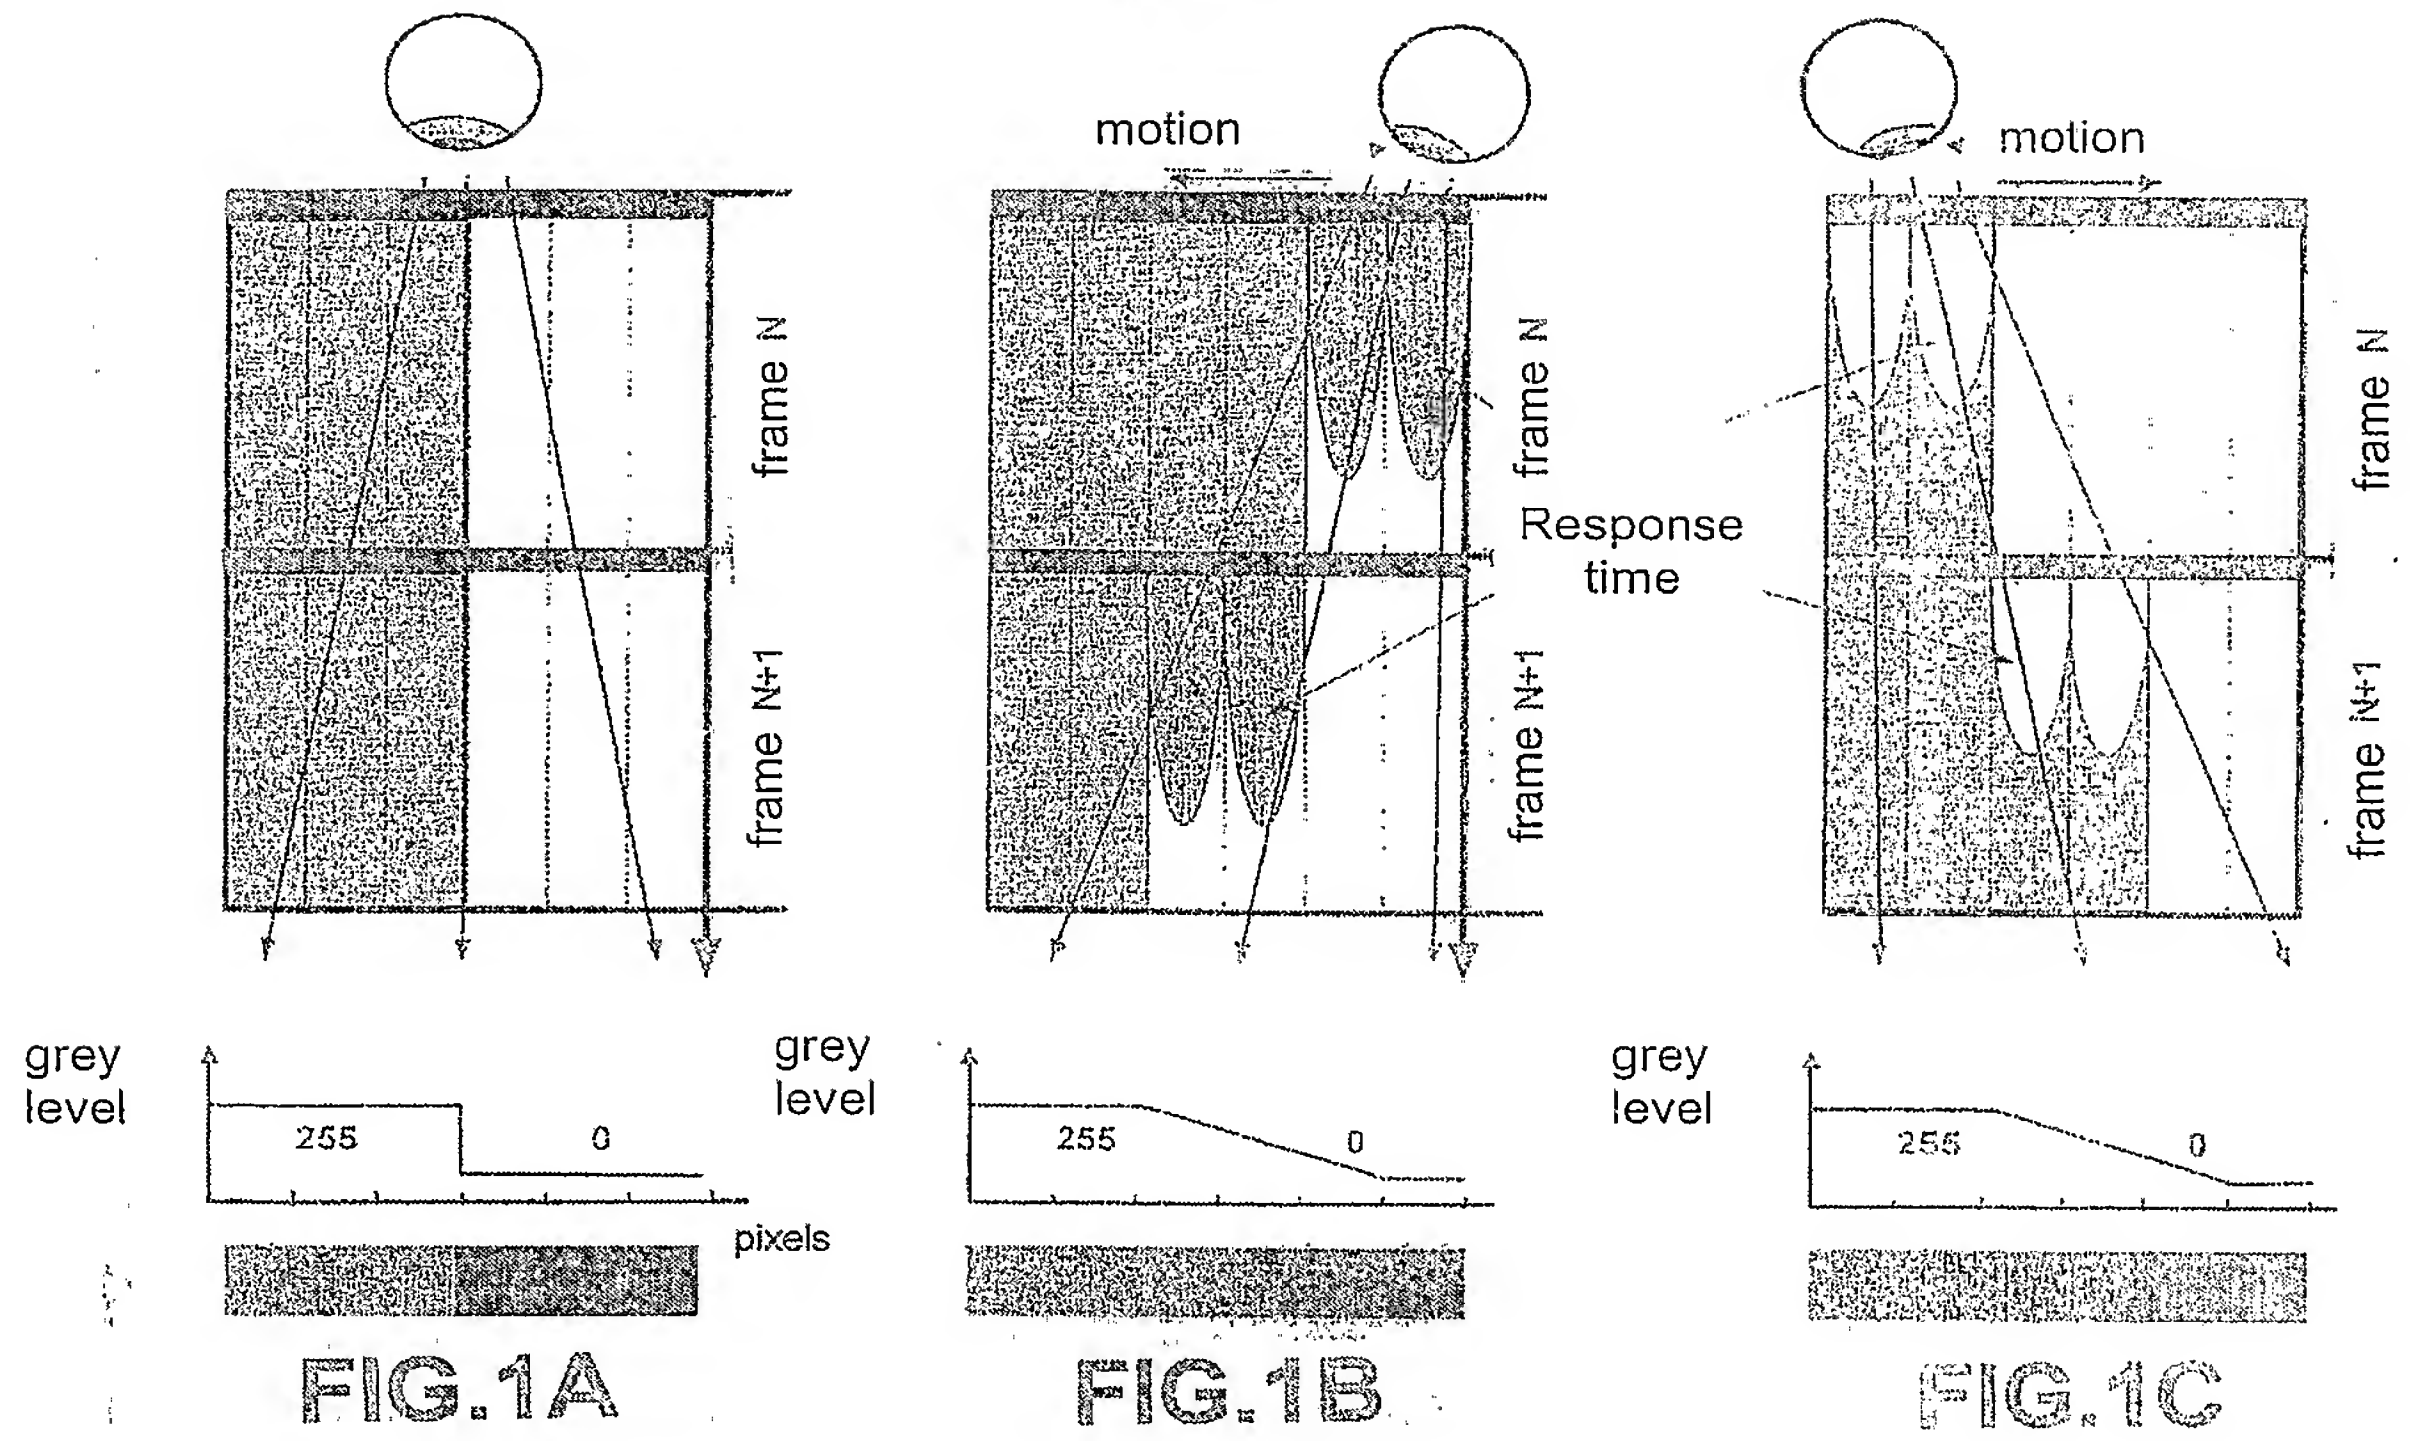 motion
motion
frame N
frame N
frame N
Response
time
frame N+1
frame N+1
frame N+1
grey
level
255
0
pixels
grey
level
255
0
grey
level
255
0
FIG.1A
FIG.1B
FIG.1C